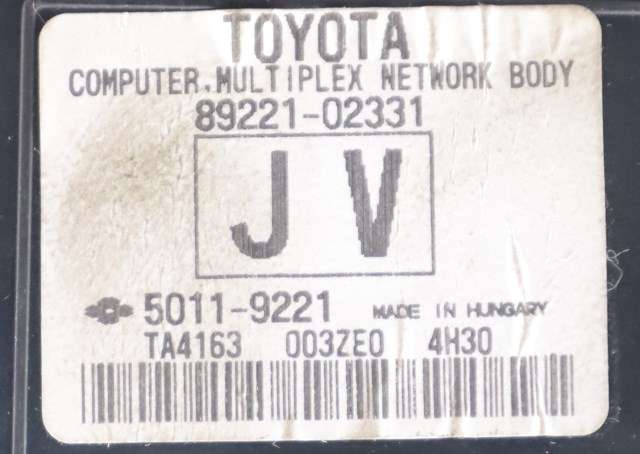 TOYOTA
COMPUTER, MULTIPLEX NETWORK BODY
89221-02331
JV
5011-9221 MADE IN HUNGARY
TA4163 003ZE0 4H30